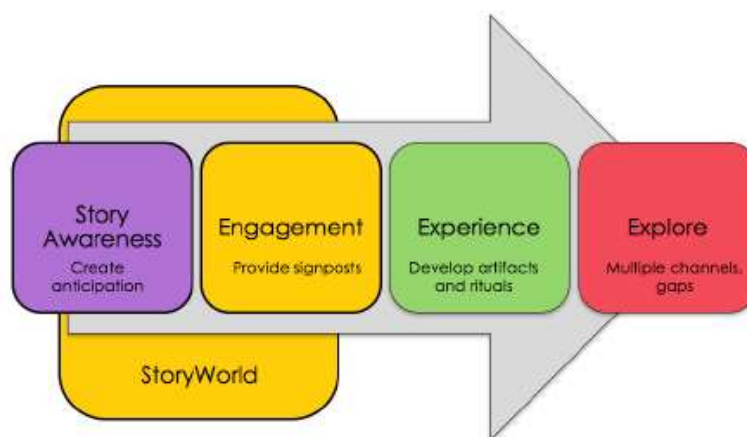 Story
Awareness
Create
anticipation
Engagement
Provide signposts
Experience
Develop artifacts
and rituals
Explore
Multiple channels,
gaps
StoryWorld